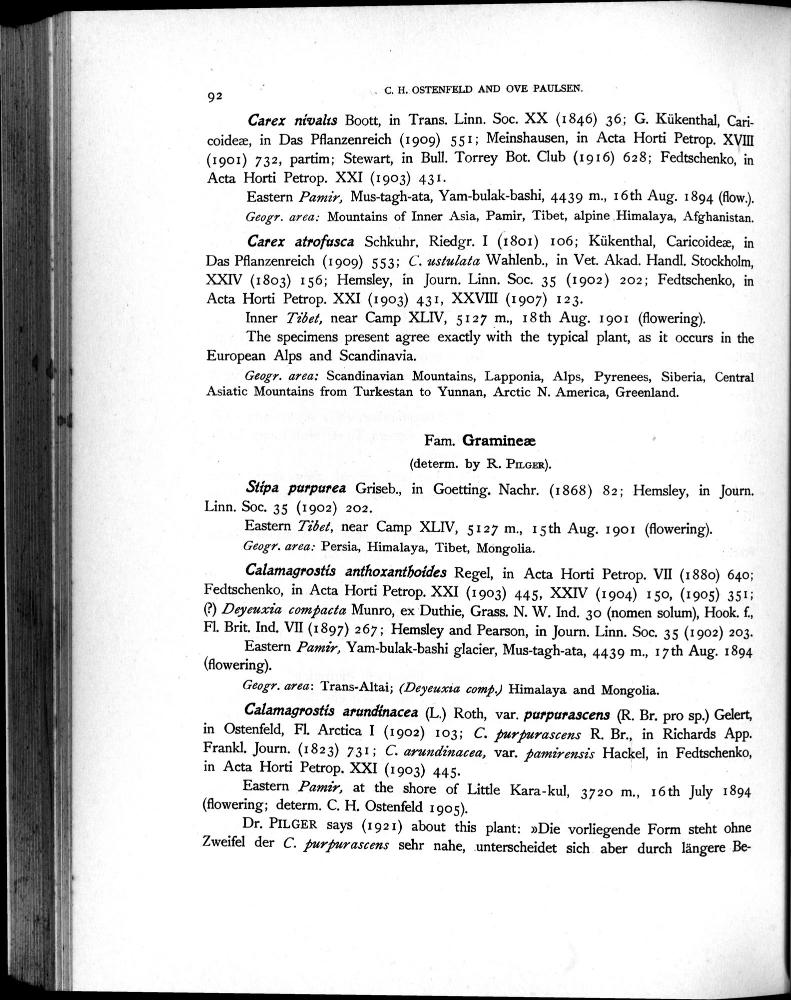 92
C. H. OSTENFELD AND OVE PAULSEN.
Carex nivalis Boott, in Trans. Linn. Soc. XX (1846) 36; G. Kükenthal, Cari-
coideæ, in Das Pflanzenreich (1909) 551; Meinshausen, in Acta Horti Petrop. XVIII
(1901) 732, partim; Stewart, in Bull. Torrey Bot. Club (1916) 628; Fedtschenko, in
Acta Horti Petrop. XXI (1903) 431.
Eastern Pamir, Mus-tagh-ata, Yam-bulak-bashi, 4439 m., 16th Aug. 1894 (flow.).
Geogr. area: Mountains of Inner Asia, Pamir, Tibet, alpine Himalaya, Afghanistan.
Carex atrofusca Schkuhr, Riedgr. I (1801) 106; Kükenthal, Caricoideæ, in
Das Pflanzenreich (1909) 553; C. ustulata Wahlenb., in Vet. Akad. Handl. Stockholm,
XXIV (1803) 156; Hemsley, in Journ. Linn. Soc. 35 (1902) 202; Fedtschenko, in
Acta Horti Petrop. XXI (1903) 431, XXVIII (1907) 123.
Inner Tibet, near Camp XLIV, 5127 m., 18th Aug. 1901 (flowering).
The specimens present agree exactly with the typical plant, as it occurs in the
European Alps and Scandinavia.
Geogr. area: Scandinavian Mountains, Lapponia, Alps, Pyrenees, Siberia, Central
Asiatic Mountains from Turkestan to Yunnan, Arctic N. America, Greenland.
Fam. Gramineæ
(determ. by R. PILGER).
Stipa purpurea Griseb., in Goetting. Nachr. (1868) 82; Hemsley, in Journ.
Linn. Soc. 35 (1902) 202.
Eastern Tibet, near Camp XLIV, 5127 m., 15th Aug. 1901 (flowering).
Geogr. area: Persia, Himalaya, Tibet, Mongolia.
Calamagrostis anthoxanthoides Regel, in Acta Horti Petrop. VII (1880) 640;
Fedtschenko, in Acta Horti Petrop. XXI (1903) 445, XXIV (1904) 150, (1905) 351;
(?) Deyeuxia compacta Munro, ex Duthie, Grass. N. W. Ind. 30 (nomen solum), Hook. f.,
Fl. Brit. Ind. VII (1897) 267; Hemsley and Pearson, in Journ. Linn. Soc. 35 (1902) 203.
Eastern Pamir, Yam-bulak-bashi glacier, Mus-tagh-ata, 4439 m., 17th Aug. 1894
(flowering).
Geogr. area: Trans-Altai; (Deyeuxia comp.) Himalaya and Mongolia.
Calamagrostis arundinacea (L.) Roth, var. purpurascens (R. Br. pro sp.) Gelert,
in Ostenfeld, Fl. Arctica I (1902) 103; C. purpurascens R. Br., in Richards App.
Frankl. Journ. (1823) 731; C. arundinacea, var. pamirensis Hackel, in Fedtschenko,
in Acta Horti Petrop. XXI (1903) 445.
Eastern Pamir, at the shore of Little Kara-kul, 3720 m., 16th July 1894
(flowering; determ. C. H. Ostenfeld 1905).
Dr. PILGER says (1921) about this plant: »Die vorliegende Form steht ohne
Zweifel der C. purpurascens sehr nahe, unterscheidet sich aber durch längere Be-